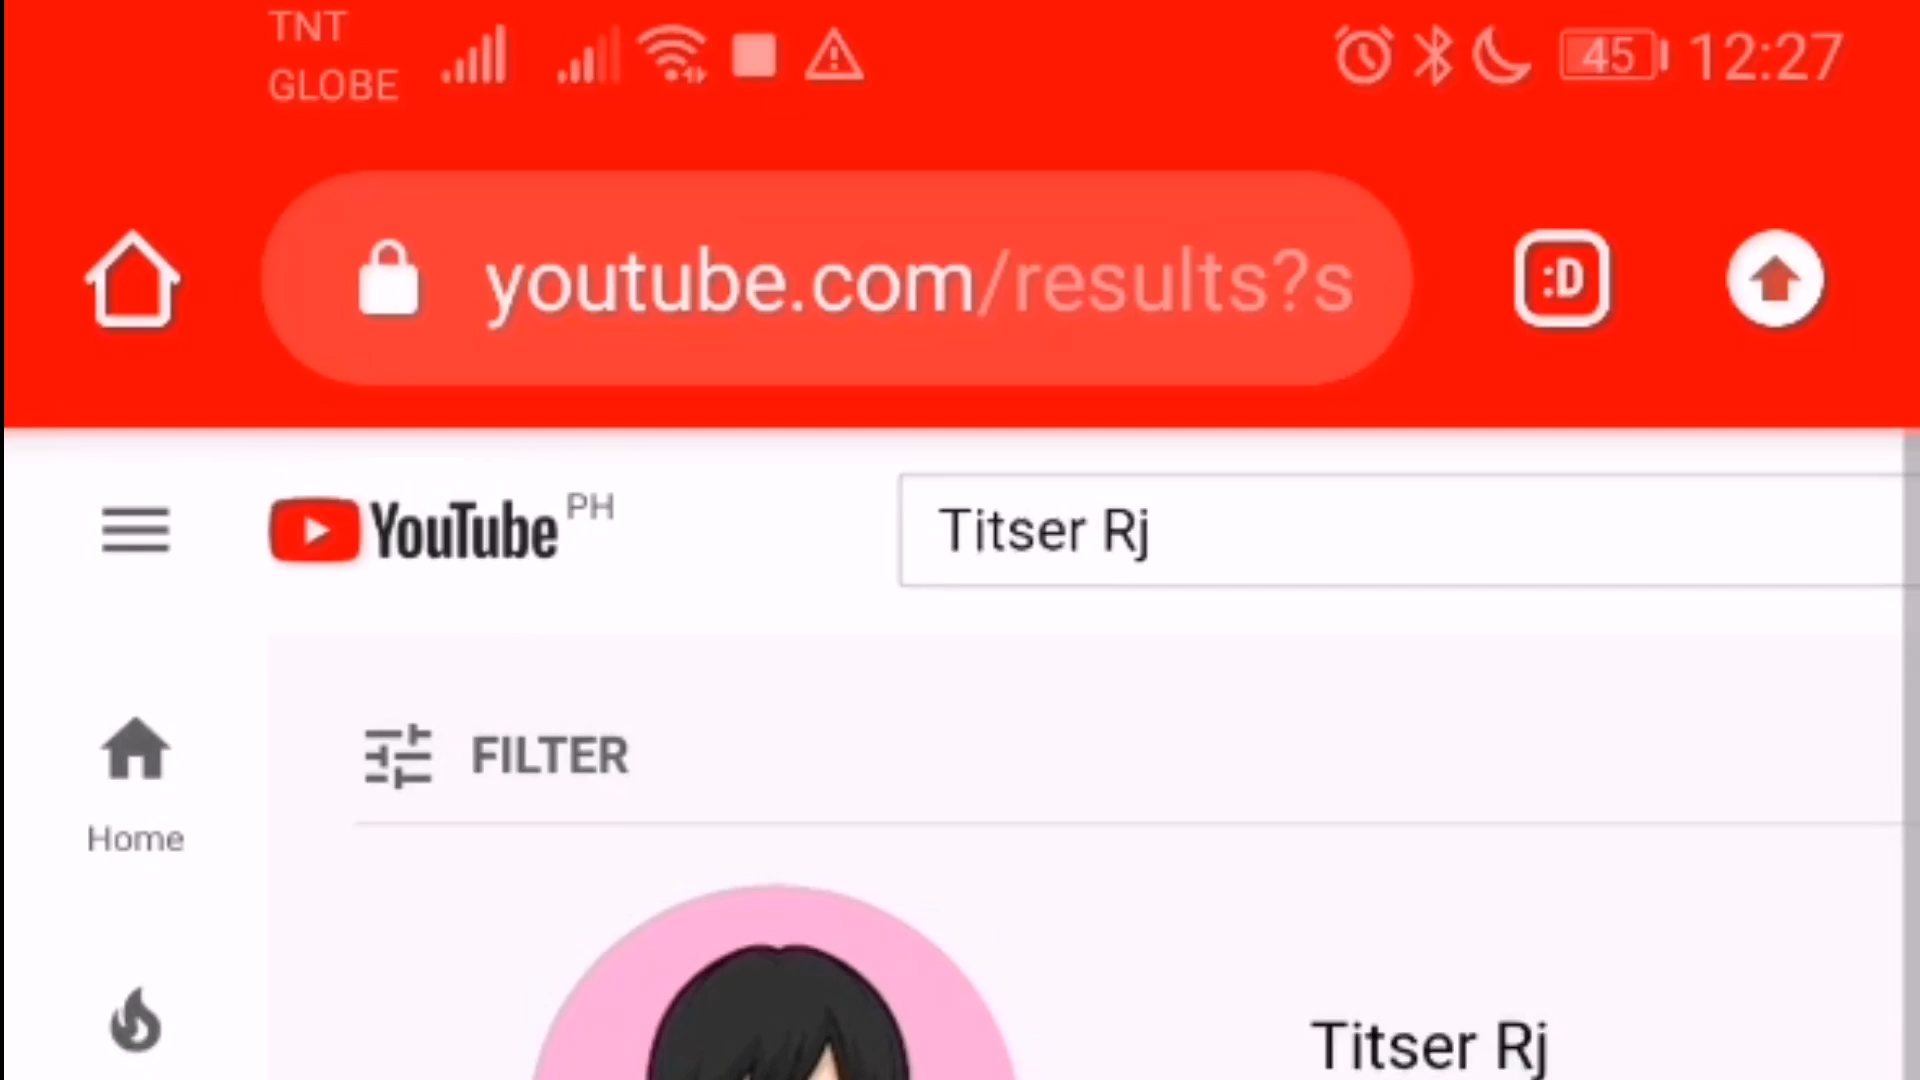 TNT
GLOBE
45 12:27
youtube.com/results?s
:D
YouTube PH
Titser Rj
FILTER
Home
Titser Rj